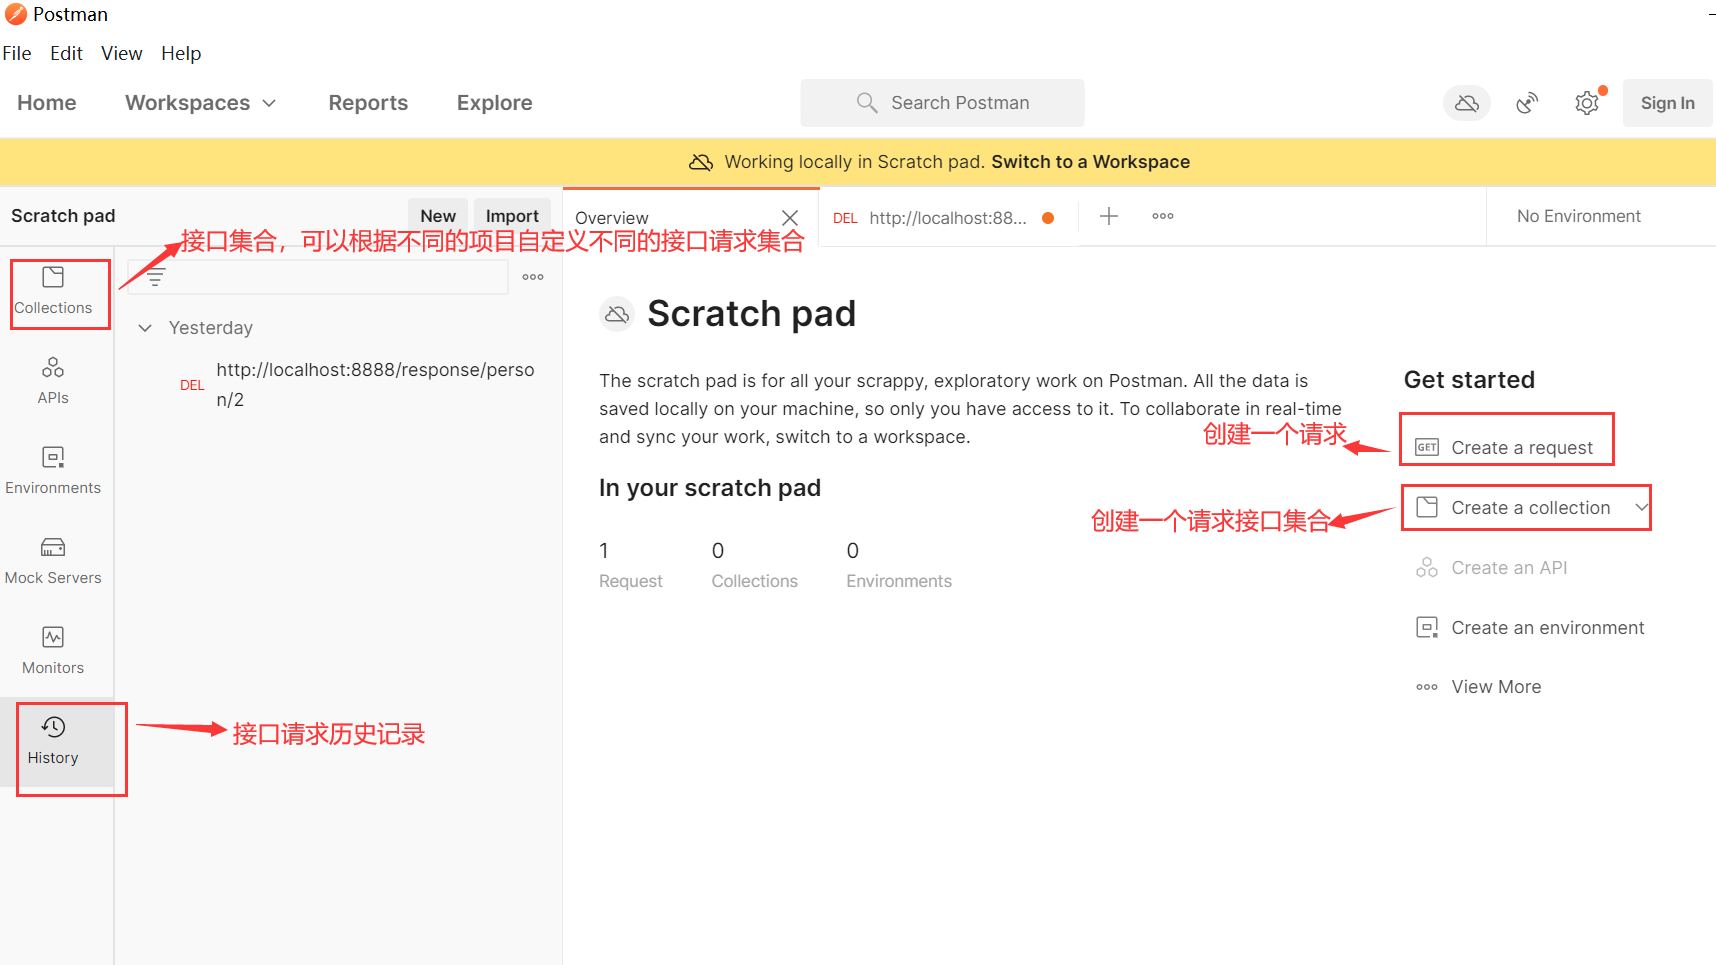 Postman
File Edit View Help
Home Workspaces Reports Explore Search Postman Sign In
Working locally in Scratch pad. Switch to a Workspace
Scratch pad New Import Overview DEL http://localhost:88... No Environment
接口集合，可以根据不同的项目自定义不同的接口请求集合
Collections
APIs
Environments
Mock Servers
Monitors
History
Yesterday
DEL http://localhost:8888/response/perso
n/2
接口请求历史记录
Scratch pad
The scratch pad is for all your scrappy, exploratory work on Postman. All the data is
saved locally on your machine, so only you have access to it. To collaborate in real-time
and sync your work, switch to a workspace.
In your scratch pad
1 0 0
Request Collections Environments
Get started
创建一个请求
GET Create a request
创建一个请求接口集合
Create a collection
Create an API
Create an environment
View More